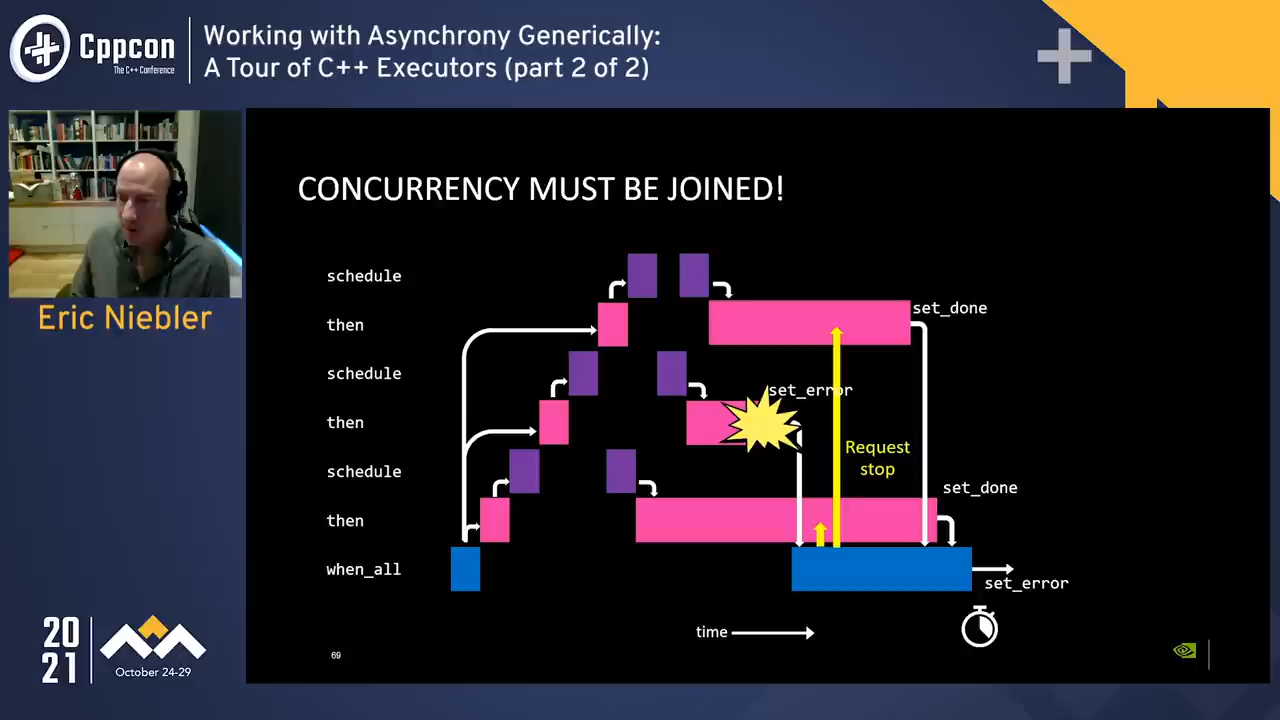 Cppcon
The C++ Conference
Working with Asynchrony Generically:
A Tour of C++ Executors (part 2 of 2)
Eric Niebler
20
21
October 24-29
CONCURRENCY MUST BE JOINED!
schedule
then
set_done
schedule
set_error
then
Request
stop
schedule
set_done
then
when_all
set_error
time
69